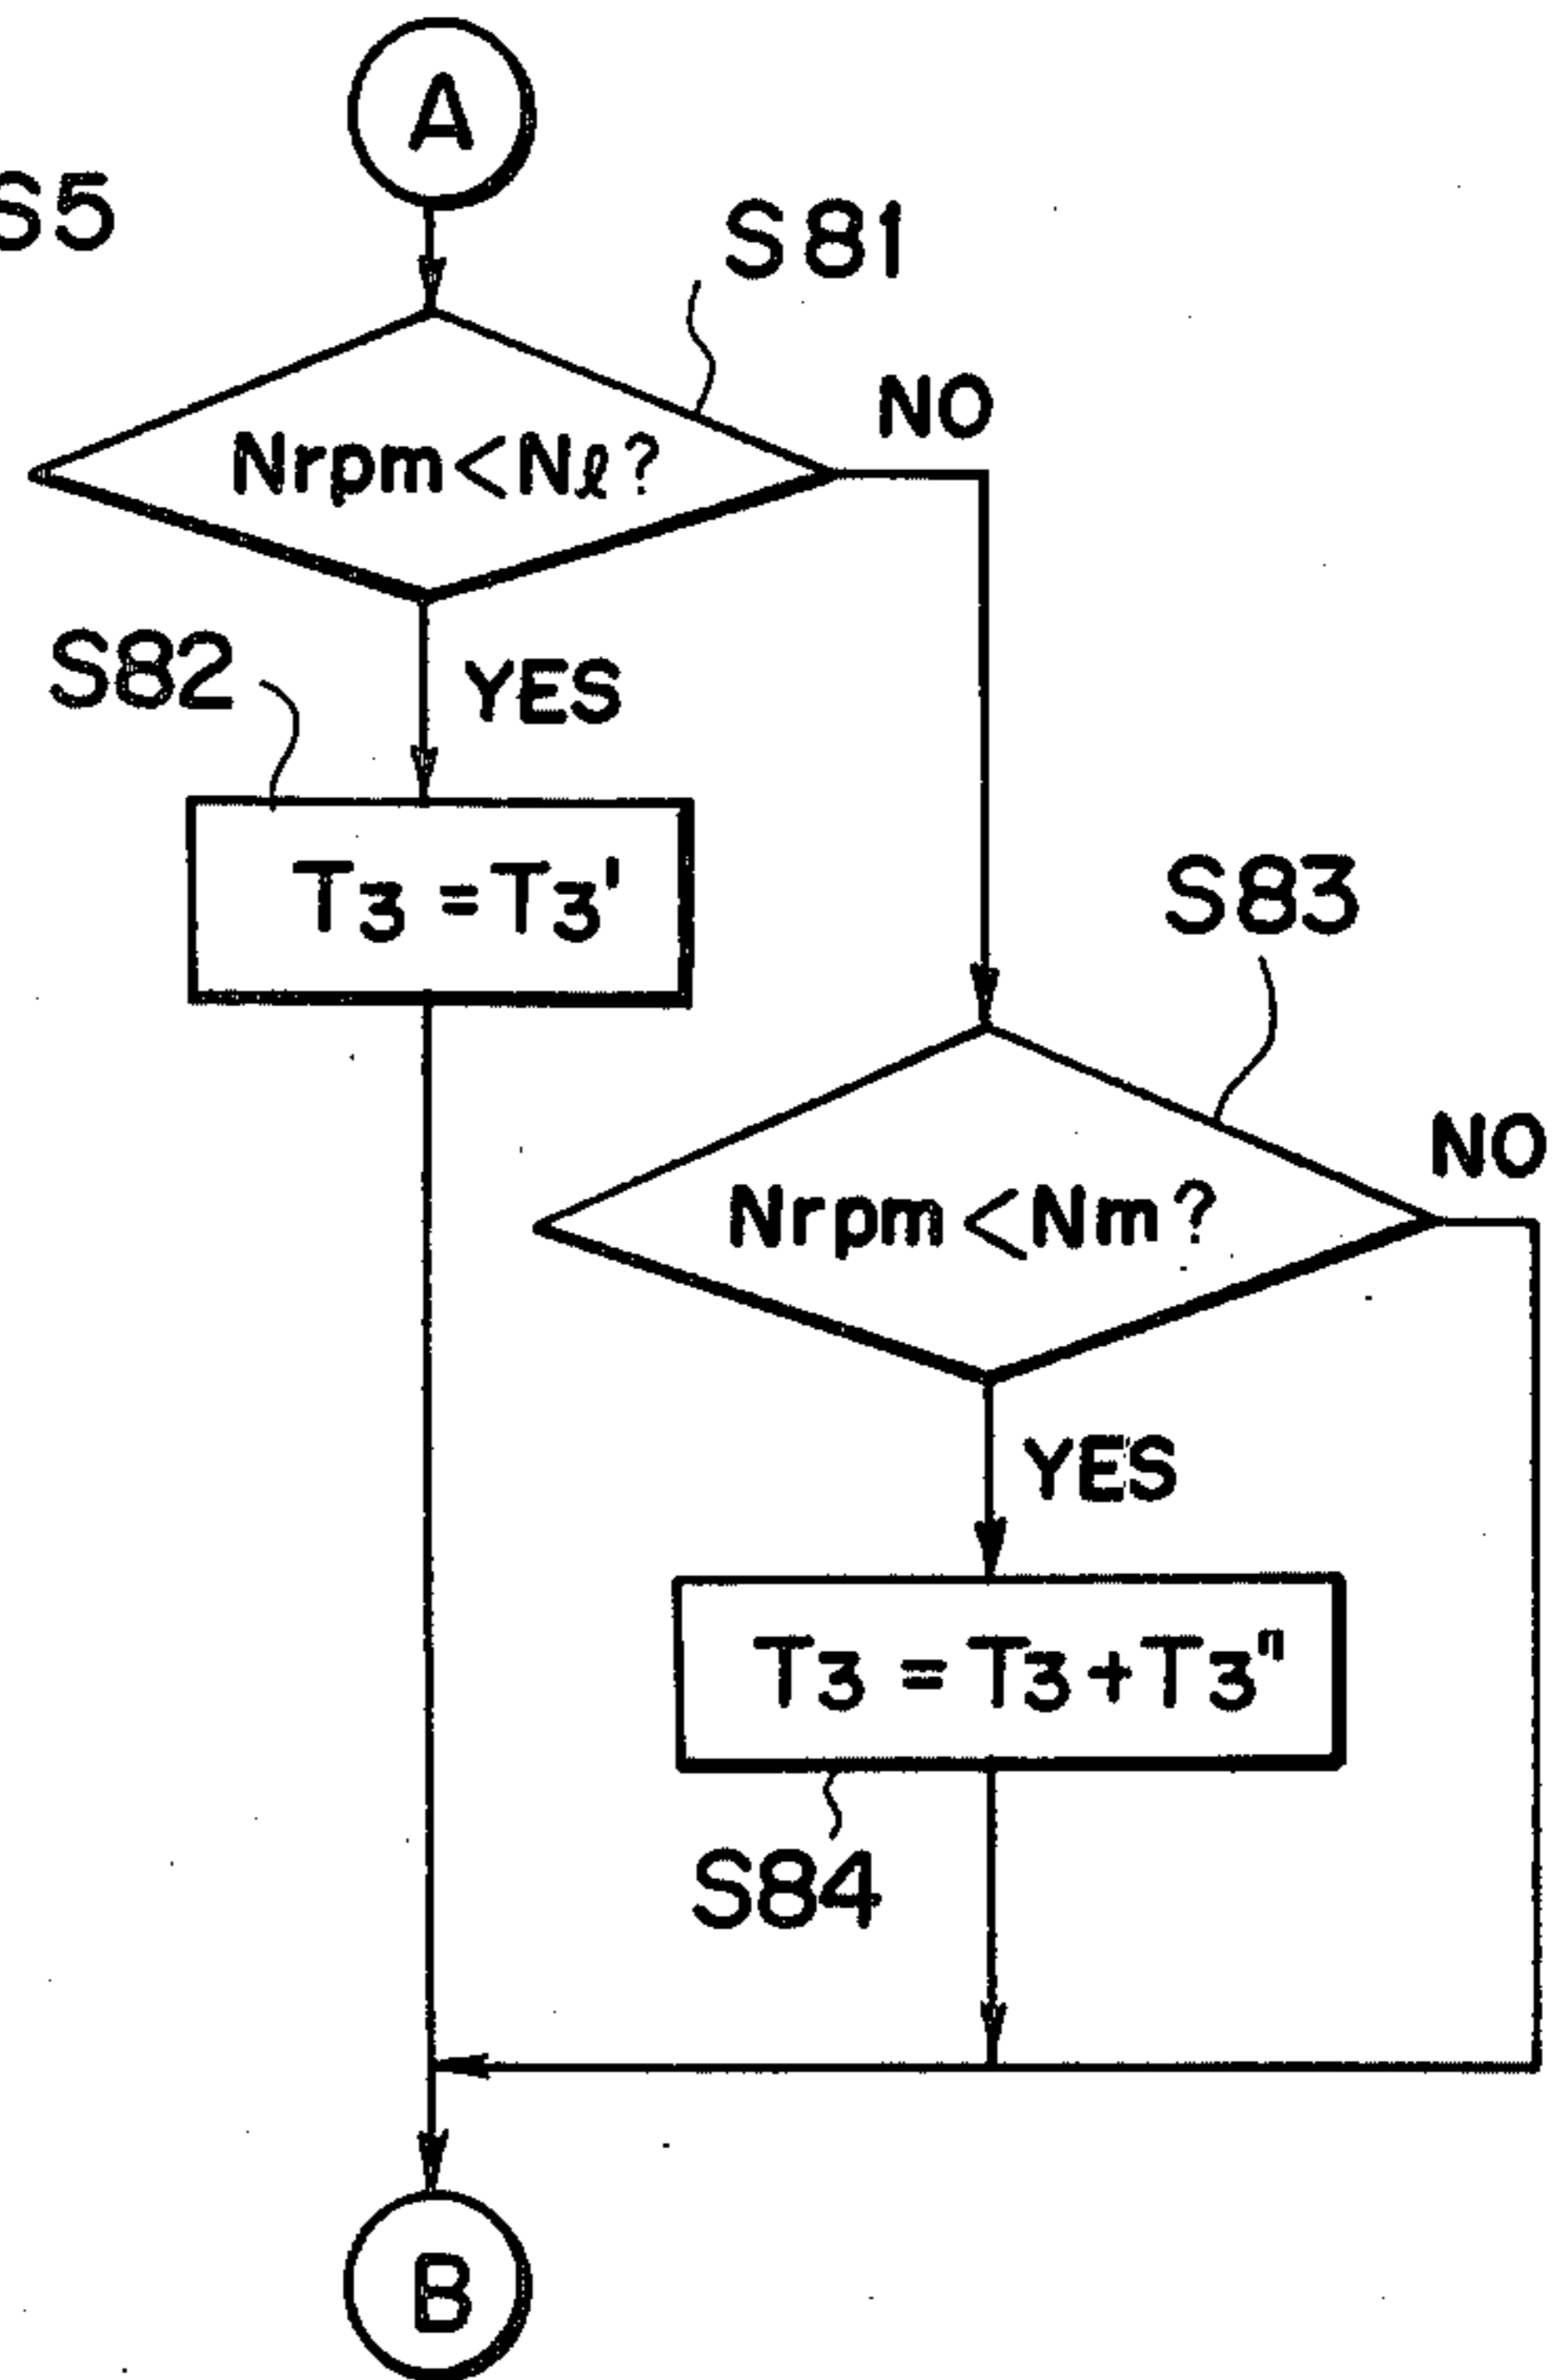 A
S5
S81
NO
Nrpm<Nℓ?
S82
YES
T3=T3'
S83
NO
Nrpm<Nm?
YES
T3=T3+T3"
S84
B